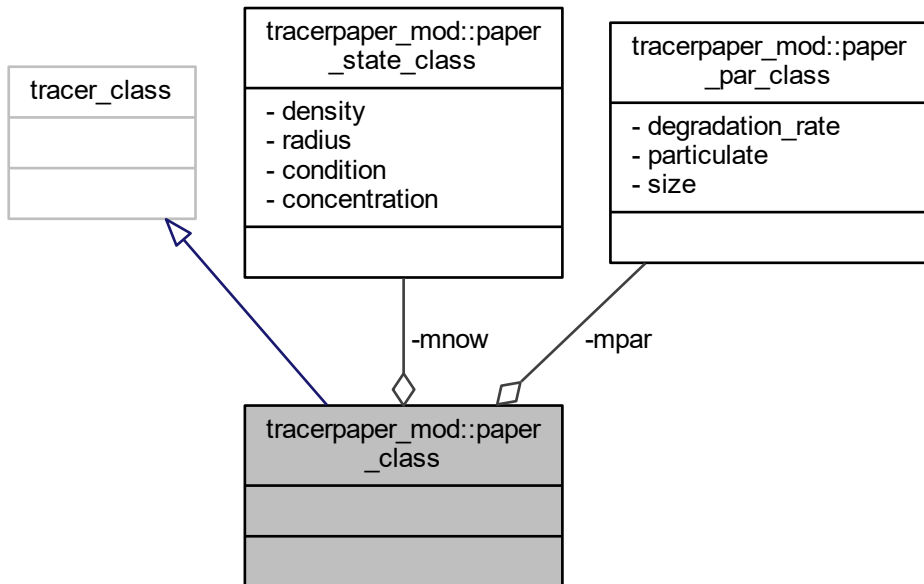 tracer_class
tracerpaper_mod::paper
_state_class
- density
- radius
- condition
- concentration
tracerpaper_mod::paper
_par_class
- degradation_rate
- particulate
- size
-mnow
-mpar
tracerpaper_mod::paper
_class